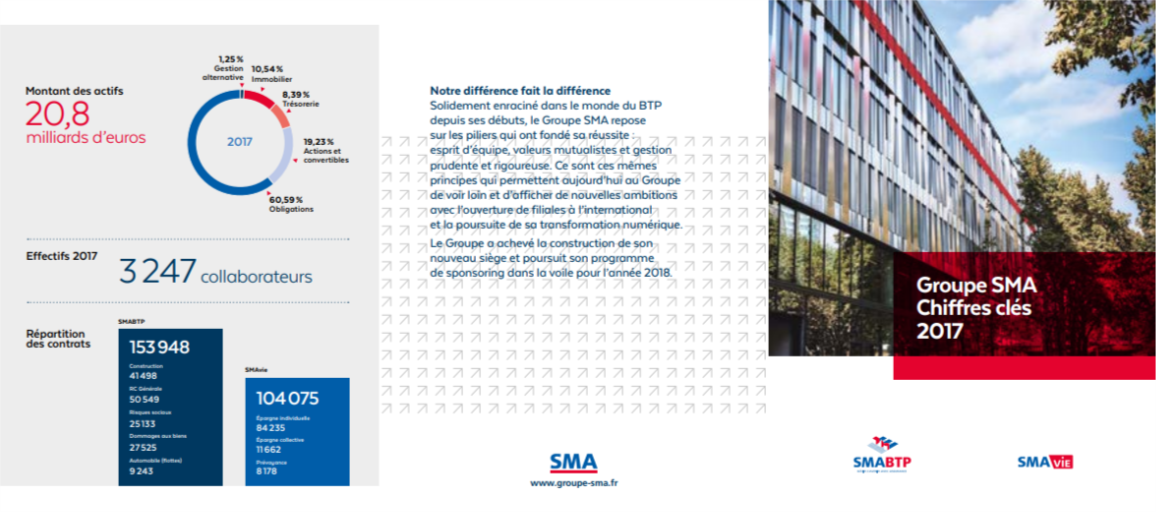 Montant des actifs
20,8
milliards d'euros
1,25 %
Gestion
alternative
10,54 %
Immobilier
8,39 %
Trésorerie
2017
19,23 %
Actions et
convertibles
60,59 %
Obligations
Effectifs 2017
3 247 collaborateurs
Répartition
des contrats
SMABTP
153 948
Construction
41 498
RC Générale
50 549
Risques sociaux
25 133
Dommages aux biens
27 525
Automobile (flottes)
9 243
SMAvie
104 075
Épargne individuelle
84 235
Épargne collective
11 662
Prévoyance
8 178
Notre différence fait la différence
Solidement enraciné dans le monde du BTP
depuis ses débuts, le Groupe SMA repose
sur les piliers qui ont fondé sa réussite :
esprit d'équipe, valeurs mutualistes et gestion
prudente et rigoureuse. Ce sont ces mêmes
principes qui permettent aujourd'hui au Groupe
de voir loin et d'afficher de nouvelles ambitions
avec l'ouverture de filiales à l'international
et la poursuite de sa transformation numérique.
Le Groupe a achevé la construction de son
nouveau siège et poursuit son programme
de sponsoring dans la voile pour l'année 2018.
SMA
www.groupe-sma.fr
Groupe SMA
Chiffres clés
2017
SMABTP
SMAVIE